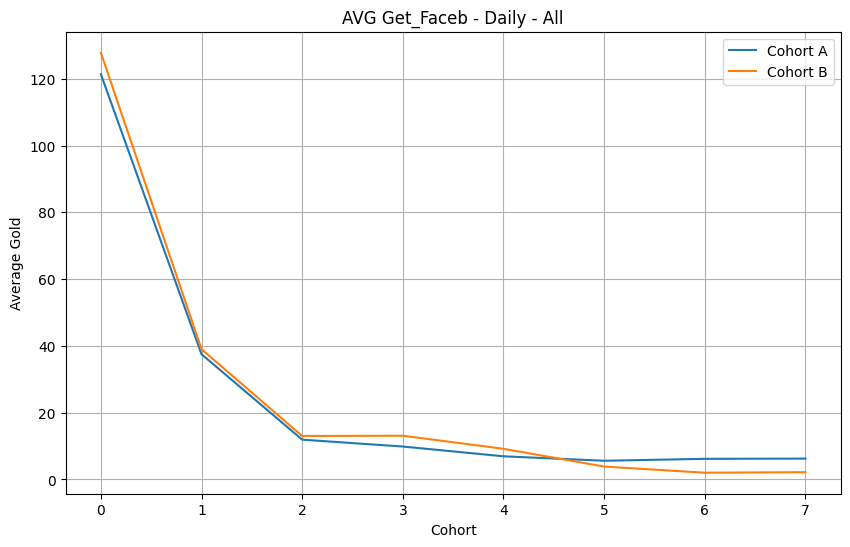 AVG Get_Faceb - Daily - All
Cohort A
Cohort B
Average Gold
120
100
80
60
40
20
0
0 1 2 3 4 5 6 7
Cohort